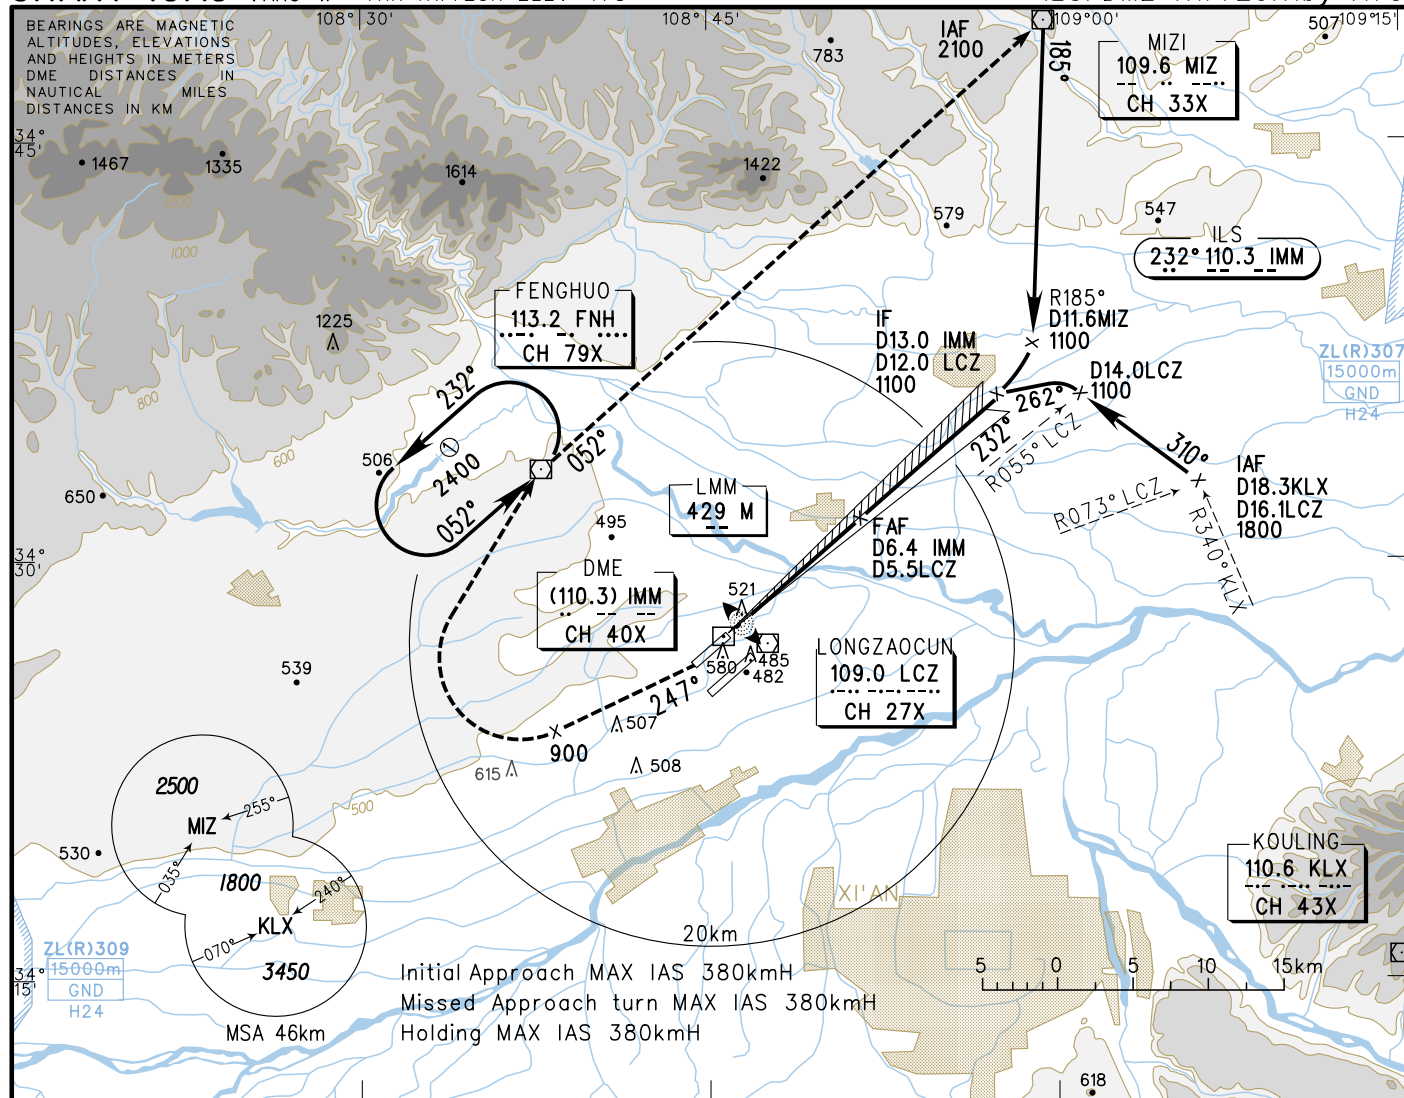 108°30'
108°45'
109°00'
109°15'
BEARINGS ARE MAGNETIC
ALTITUDES, ELEVATIONS
AND HEIGHTS IN METERS
DME DISTANCES IN
NAUTICAL MILES
DISTANCES IN KM
783
IAF
2100
185°
MIZI
109.6 MIZ
CH 33X
507
34°
45'
1467
1335
1614
1422
579
547
1200
1000
ILS
232° 110.3 IMM
FENGHUO
113.2 FNH
CH 79X
1225
IF
D13.0 IMM
D12.0 LCZ
1100
R185°
D11.6MIZ
1100
ZL(R)307
15000m
GND
H24
D14.0LCZ
1100
262°
232°
R055°LCZ
310°
800
600
232°
1
2400
052°
052°
506
650
LMM
429 M
IAF
D18.3KLX
D16.1LCZ
1800
R073°LCZ
R340°KLX
495
FAF
D6.4 IMM
D5.5LCZ
34°
30'
DME
(110.3) IMM
CH 40X
521
580
485
482
LONGZAOCUN
109.0 LCZ
CH 27X
539
247°
507
900
615
508
500
2500
MIZ
255°
035°
1800
240°
KLX
070°
3450
MSA 46km
530
KOULING
110.6 KLX
CH 43X
XI'AN
20km
ZL(R)309
15000m
GND
H24
34°
15'
Initial Approach MAX IAS 380kmH
Missed Approach turn MAX IAS 380kmH
Holding MAX IAS 380kmH
5 0 5 10 15km
618